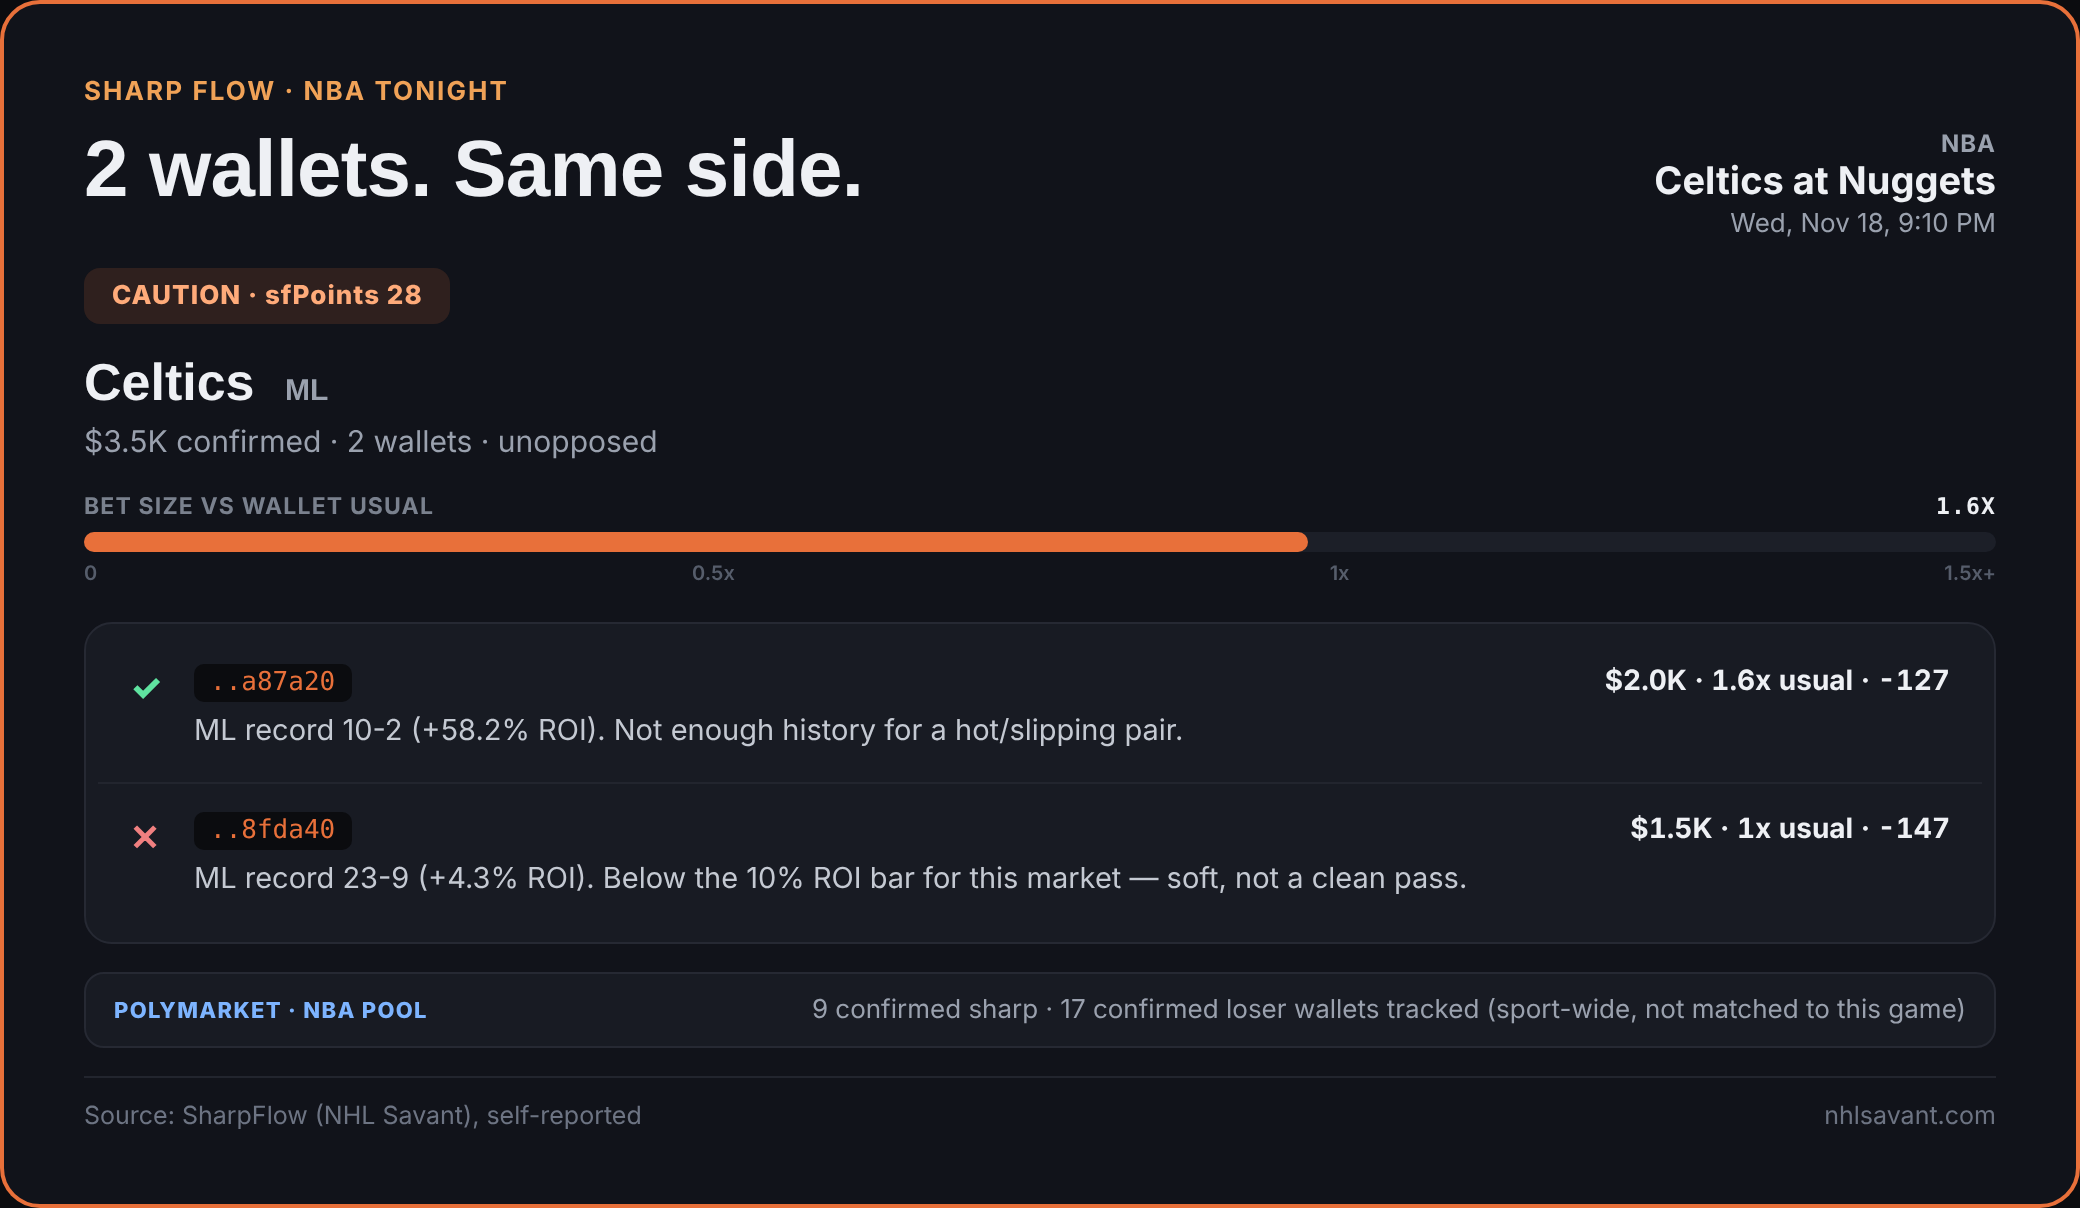 SHARP FLOW · NBA TONIGHT
2 wallets. Same side.
NBA
Celtics at Nuggets
Wed, Nov 18, 9:10 PM
CAUTION · sfPoints 28
Celtics ML
$3.5K confirmed · 2 wallets · unopposed
BET SIZE VS WALLET USUAL 1.6X
0 0.5x 1x 1.5x+
..a87a20 $2.0K · 1.6x usual · -127
ML record 10-2 (+58.2% ROI). Not enough history for a hot/slipping pair.
..8fda40 $1.5K · 1x usual · -147
ML record 23-9 (+4.3% ROI). Below the 10% ROI bar for this market — soft, not a clean pass.
POLYMARKET · NBA POOL 9 confirmed sharp · 17 confirmed loser wallets tracked (sport-wide, not matched to this game)
Source: SharpFlow (NHL Savant), self-reported nhlsavant.com